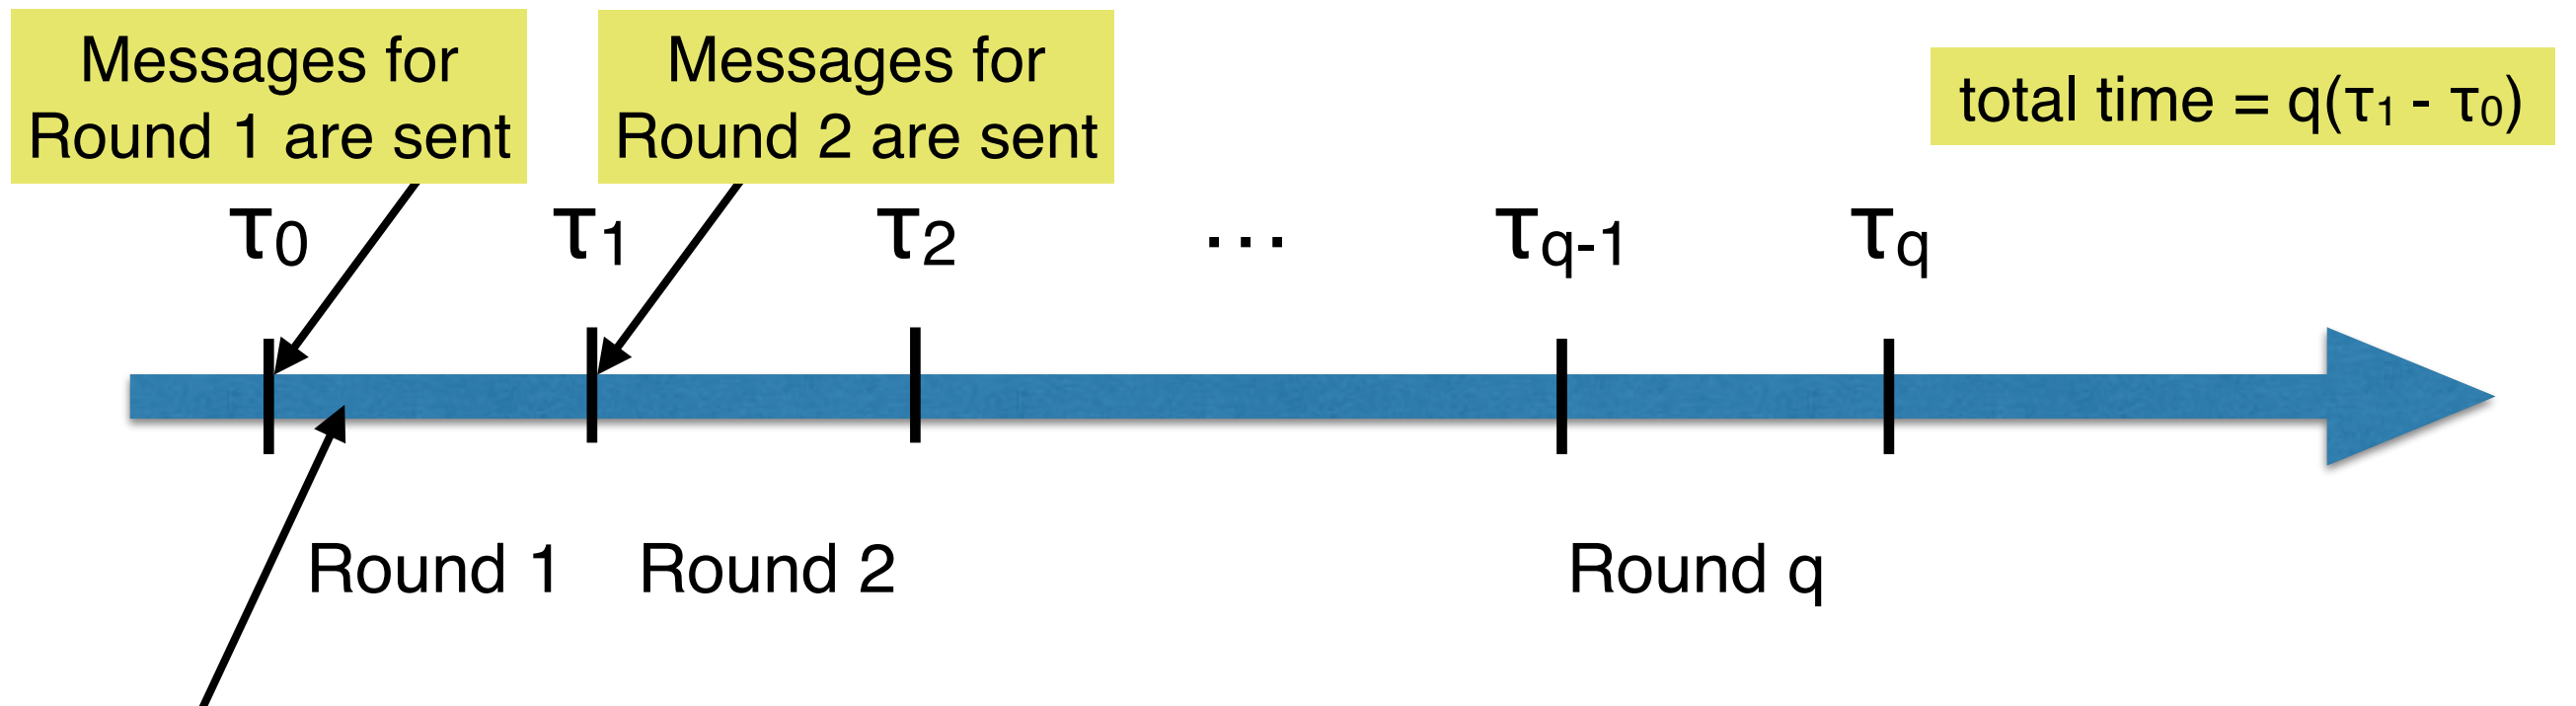 Messages for
Round 1 are sent
Messages for
Round 2 are sent
total time = q(τ₁ - τ₀)
τ₀ τ₁ τ₂ ... τq-1 τq
Round 1 Round 2 Round q